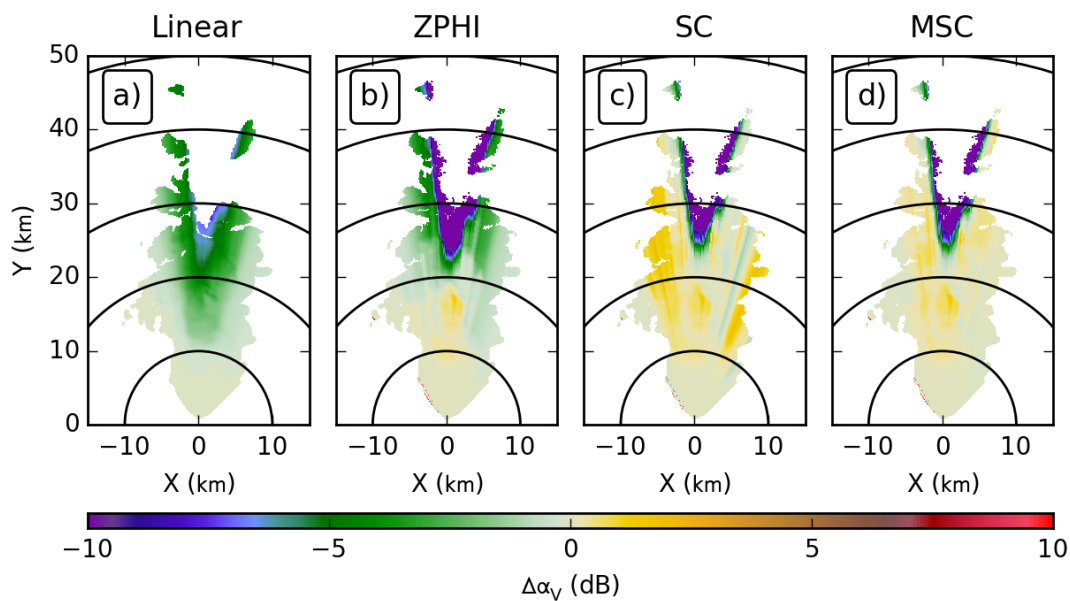 Linear ZPHI SC MSC
a) b) c) d)
50
40
30
20
10
0
Y (km)
−10 0 10 −10 0 10 −10 0 10 −10 0 10
X (km) X (km) X (km) X (km)
−10 −5 0 5 10
Δα_V (dB)